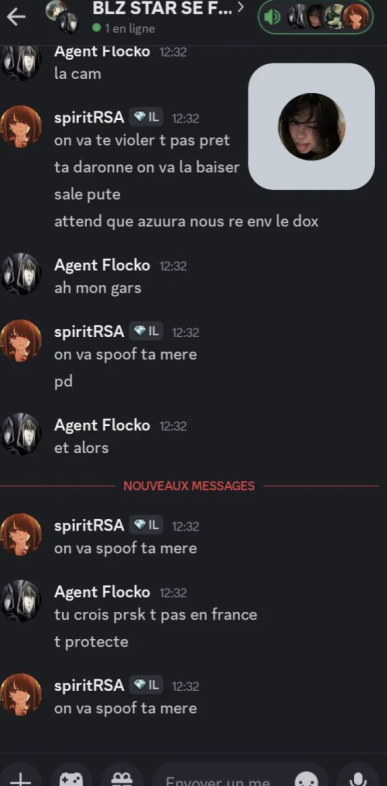 BLZ STAR SE F...
1 en ligne
Agent Flocko 12:32
la cam
spiritRSA IL 12:32
on va te violer t pas pret
ta daronne on va la baiser
sale pute
attend que azuura nous re env le dox
Agent Flocko 12:32
ah mon gars
spiritRSA IL 12:32
on va spoof ta mere
pd
Agent Flocko 12:32
et alors
NOUVEAUX MESSAGES
spiritRSA IL 12:32
on va spoof ta mere
Agent Flocko 12:32
tu crois prsk t pas en france
t protecte
spiritRSA IL 12:32
on va spoof ta mere
Envoyer un me